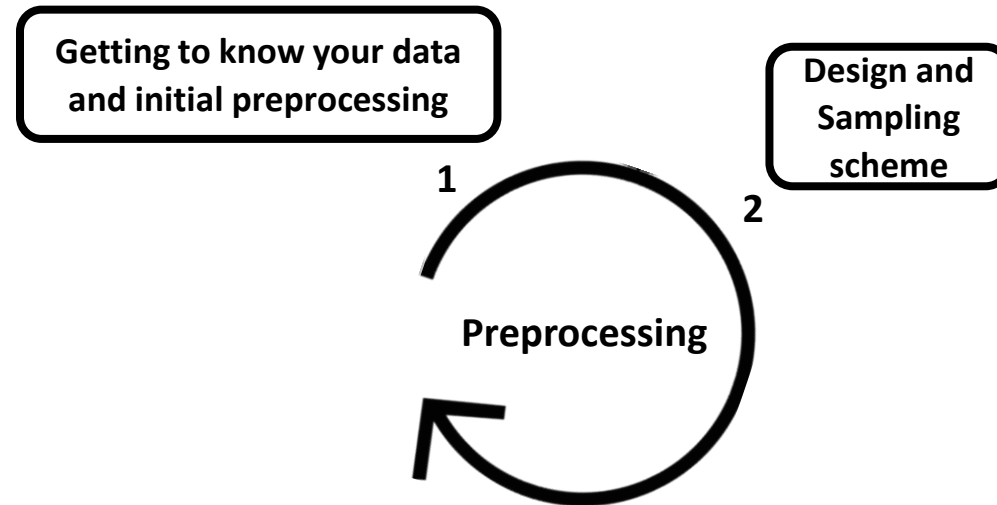 Getting to know your data
and initial preprocessing
Design and
Sampling
scheme
1
2
Preprocessing